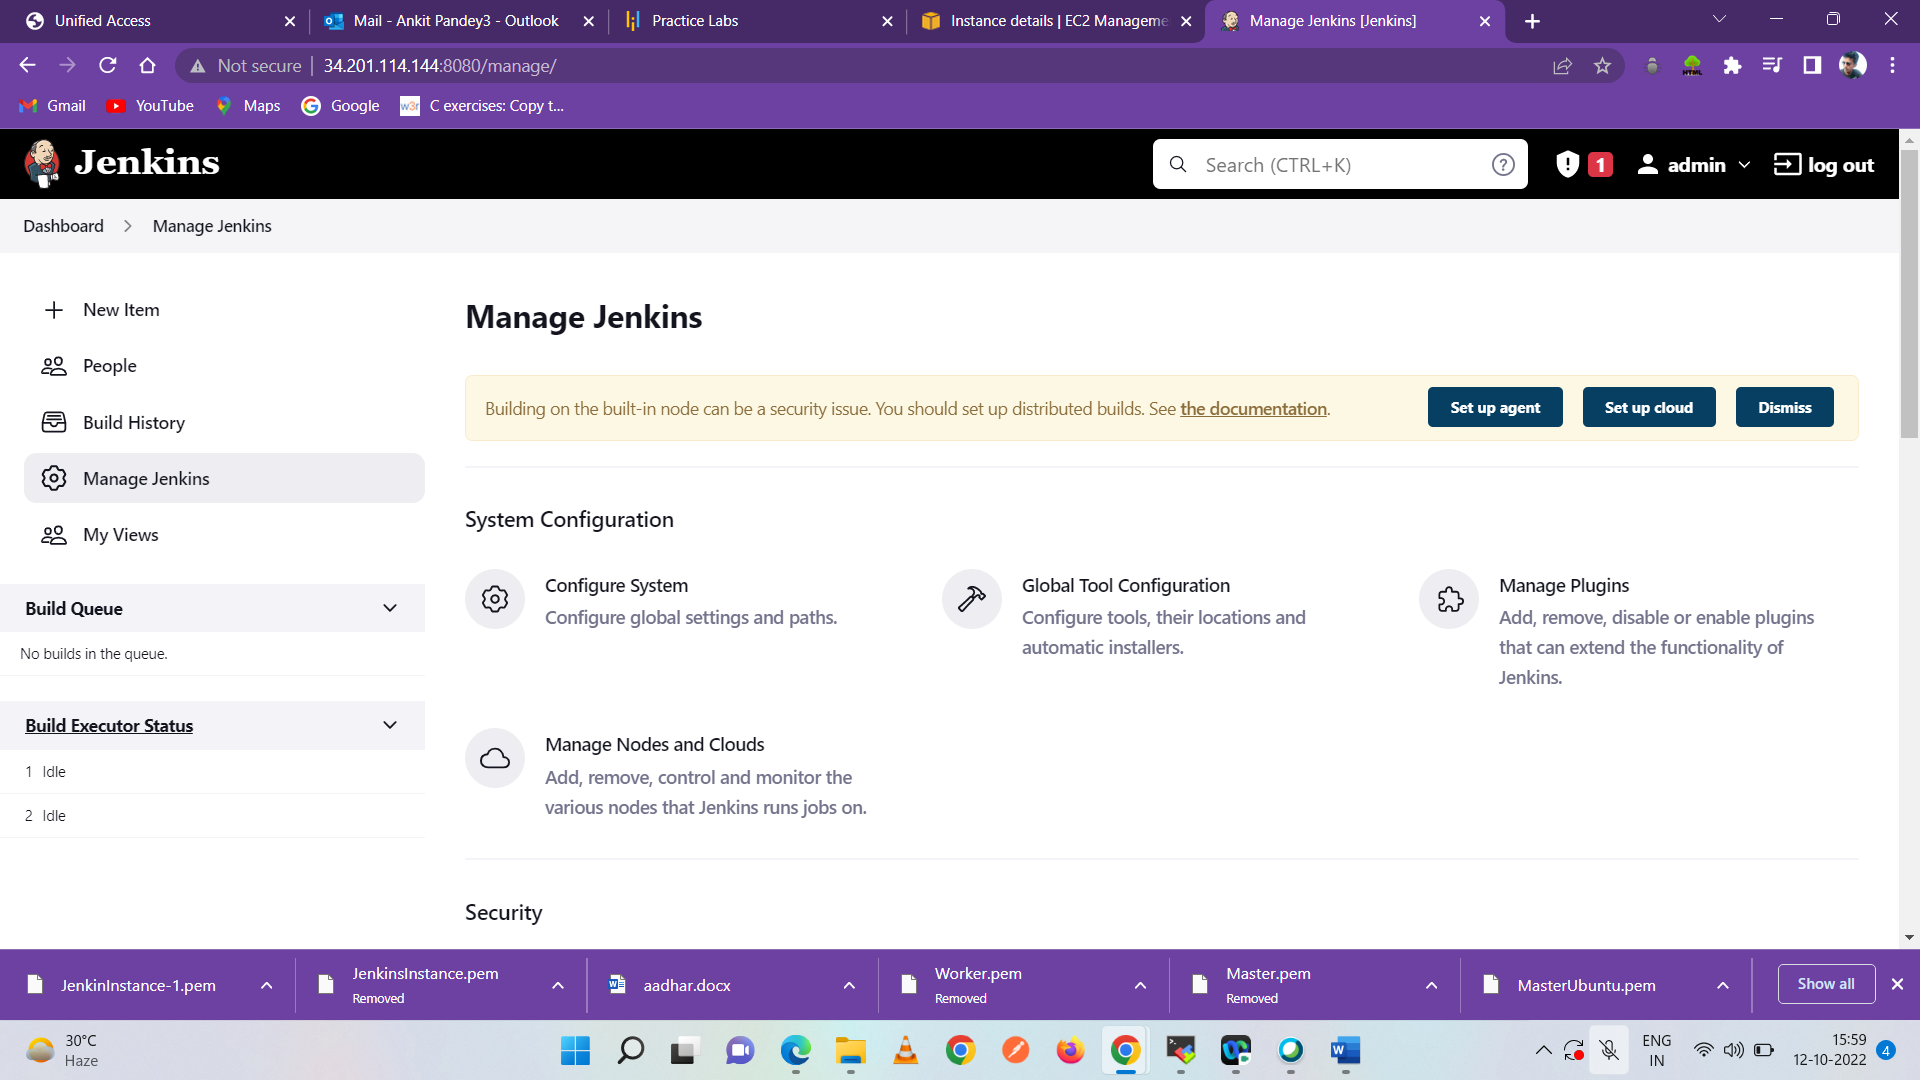 Unified Access
Mail - Ankit Pandey3 - Outlook
Practice Labs
Instance details | EC2 Manageme
Manage Jenkins [Jenkins]
Not secure
34.201.114.144:8080/manage/
Gmail
YouTube
Maps
Google
w3r
C exercises: Copy t...
Jenkins
Search (CTRL+K)
1
admin
log out
Dashboard
Manage Jenkins
New Item
People
Build History
Manage Jenkins
My Views
Build Queue
No builds in the queue.
Build Executor Status
1 Idle
2 Idle
Manage Jenkins
Building on the built-in node can be a security issue. You should set up distributed builds. See the documentation.
Set up agent
Set up cloud
Dismiss
System Configuration
Configure System
Configure global settings and paths.
Global Tool Configuration
Configure tools, their locations and
automatic installers.
Manage Plugins
Add, remove, disable or enable plugins
that can extend the functionality of
Jenkins.
Manage Nodes and Clouds
Add, remove, control and monitor the
various nodes that Jenkins runs jobs on.
Security
JenkinInstance-1.pem
JenkinsInstance.pem
Removed
aadhar.docx
Worker.pem
Removed
Master.pem
Removed
MasterUbuntu.pem
Show all
30°C
Haze
ENG
IN
15:59
12-10-2022
4